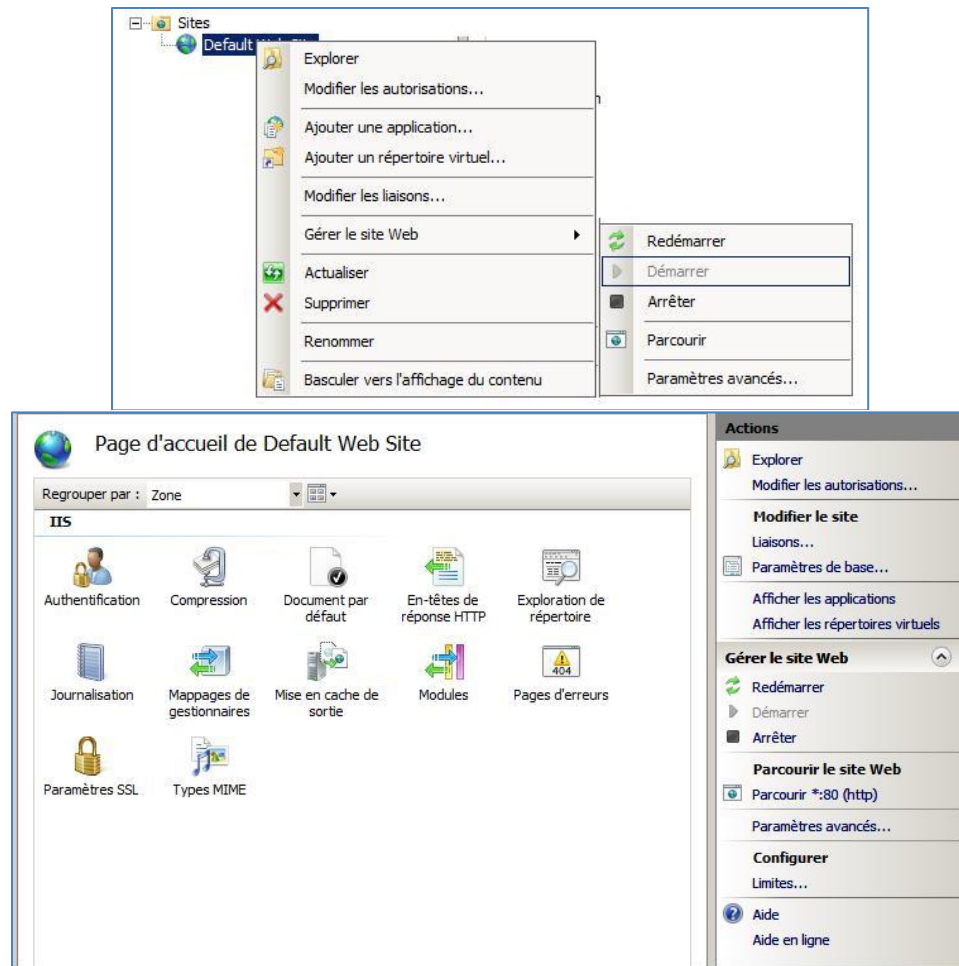 Sites
Default
Explorer
Modifier les autorisations...
Ajouter une application...
Ajouter un répertoire virtuel...
Modifier les liaisons...
Gérer le site Web
Actualiser
Supprimer
Renommer
Basculer vers l'affichage du contenu
Redémarrer
Démarrer
Arrêter
Parcourir
Paramètres avancés...
Page d'accueil de Default Web Site
Regrouper par : Zone
IIS
Authentification
Compression
Document par
défaut
En-têtes de
réponse HTTP
Exploration de
répertoire
Journalisation
Mappages de
gestionnaires
Mise en cache de
sortie
Modules
404
Pages d'erreurs
Paramètres SSL
Types MIME
Actions
Explorer
Modifier les autorisations...
Modifier le site
Liaisons...
Paramètres de base...
Afficher les applications
Afficher les répertoires virtuels
Gérer le site Web
Redémarrer
Démarrer
Arrêter
Parcourir le site Web
Parcourir *:80 (http)
Paramètres avancés...
Configurer
Limites...
Aide
Aide en ligne